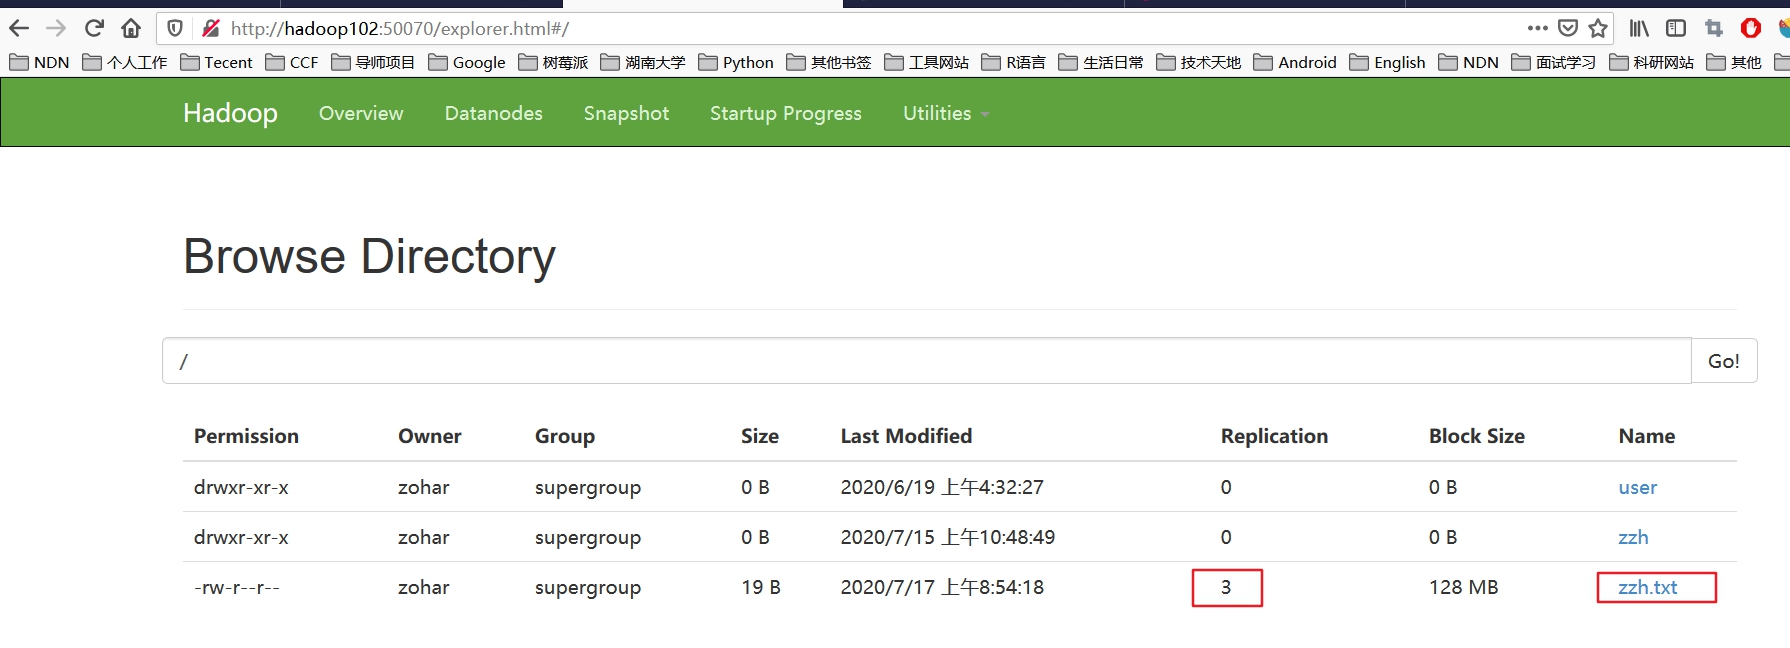 http://hadoop102:50070/explorer.html#/
NDN 个人工作 Tecent CCF 导师项目 Google 树莓派 湖南大学 Python 其他书签 工具网站 R语言 生活日常 技术天地 Android English NDN 面试学习 科研网站 其他
Hadoop Overview Datanodes Snapshot Startup Progress Utilities
Browse Directory
/ Go!
Permission Owner Group Size Last Modified Replication Block Size Name
drwxr-xr-x zohar supergroup 0 B 2020/6/19 上午4:32:27 0 0 B user
drwxr-xr-x zohar supergroup 0 B 2020/7/15 上午10:48:49 0 0 B zzh
-rw-r--r-- zohar supergroup 19 B 2020/7/17 上午8:54:18 3 128 MB zzh.txt